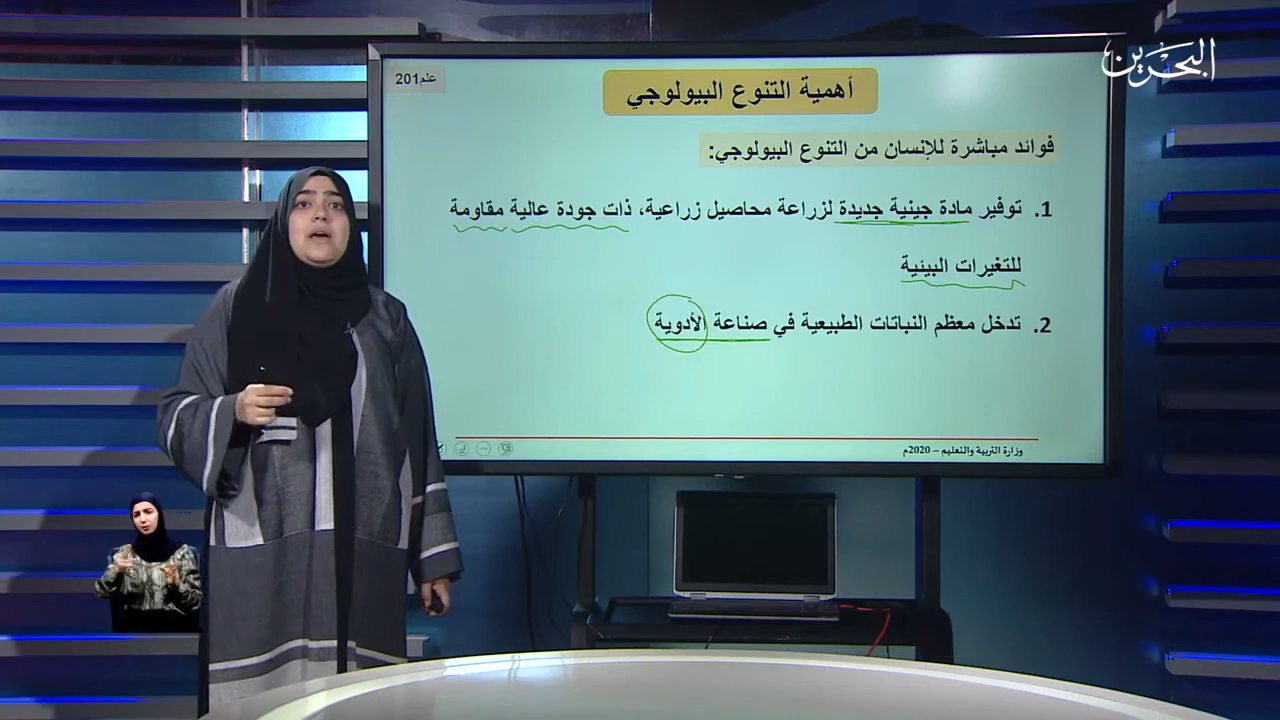 البحرين
علم201
أهمية التنوع البيولوجي
فوائد مباشرة للإنسان من التنوع البيولوجي:
1. توفير مادة جينية جديدة لزراعة محاصيل زراعية، ذات جودة عالية مقاومة
للتغيرات البيئية
2. تدخل معظم النباتات الطبيعية في صناعة الأدوية
وزارة التربية والتعليم – 2020م